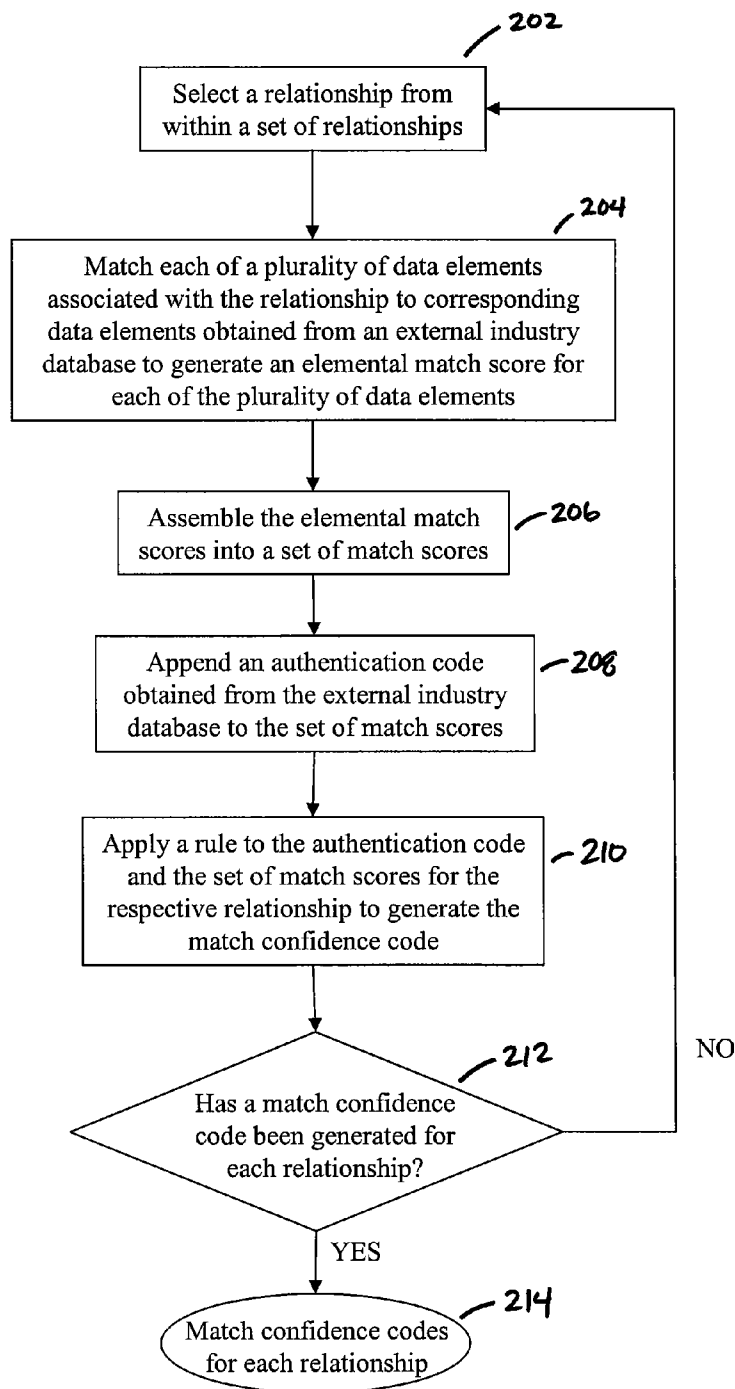 202
Select a relationship from
within a set of relationships
204
Match each of a plurality of data elements
associated with the relationship to corresponding
data elements obtained from an external industry
database to generate an elemental match score for
each of the plurality of data elements
Assemble the elemental match
scores into a set of match scores
206
Append an authentication code
obtained from the external industry
database to the set of match scores
208
Apply a rule to the authentication code
and the set of match scores for the
respective relationship to generate the
match confidence code
210
212
Has a match confidence
code been generated for
each relationship?
NO
YES
214
Match confidence codes
for each relationship